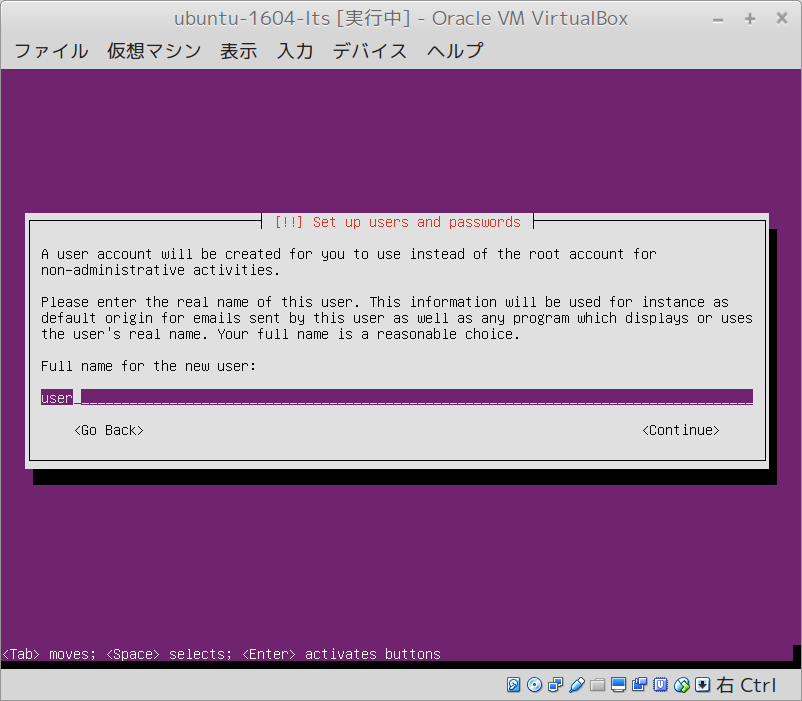 ubuntu-1604-lts [実行中] - Oracle VM VirtualBox
ファイル 仮想マシン 表示 入力 デバイス ヘルプ
[!!] Set up users and passwords
A user account will be created for you to use instead of the root account for
non-administrative activities.
Please enter the real name of this user. This information will be used for instance as
default origin for emails sent by this user as well as any program which displays or uses
the user's real name. Your full name is a reasonable choice.
Full name for the new user:
user
<Go Back> <Continue>
<Tab> moves; <Space> selects; <Enter> activates buttons
右 Ctrl